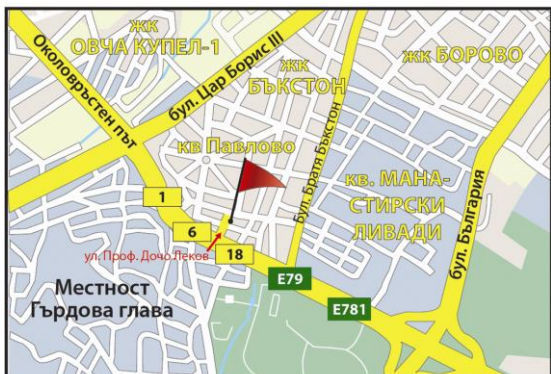 жк
ОВЧА КУПЕЛ-1
Околовръстен път
бул. Цар Борис III
жк
БЪКСТОН
жк БОРОВО
кв Павлово
бул. Братя Бъкстон
кв. МАНА-
СТИРСКИ
ЛИВАДИ
бул. България
1
6
18
ул. Проф. Дочо Леков
E79
E781
Местност
Гърдова глава